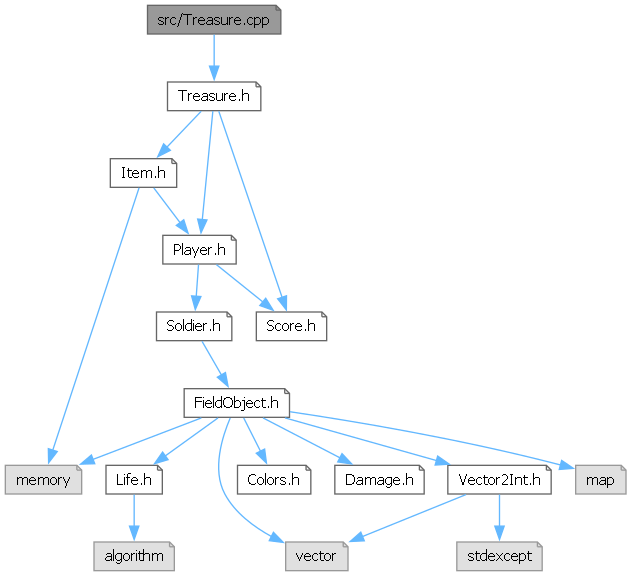 src/Treasure.cpp
Treasure.h
Item.h
Player.h
Soldier.h
Score.h
FieldObject.h
memory
Life.h
Colors.h
Damage.h
Vector2Int.h
map
algorithm
vector
stdexcept